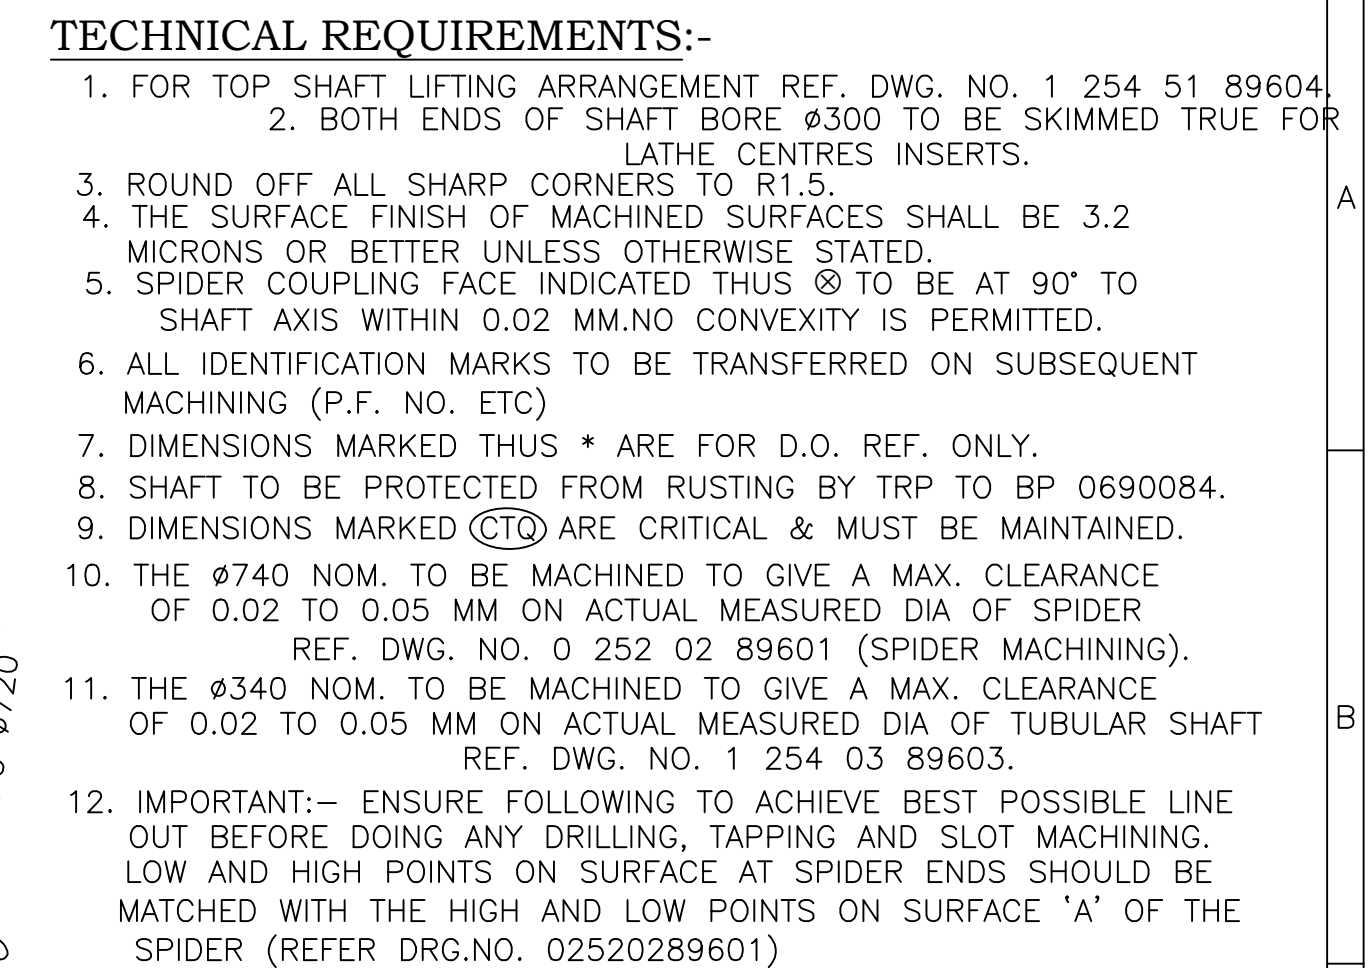 TECHNICAL REQUIREMENTS:-
1. FOR TOP SHAFT LIFTING ARRANGEMENT REF. DWG. NO. 1 254 51 89604.
2. BOTH ENDS OF SHAFT BORE ⌀300 TO BE SKIMMED TRUE FOR
LATHE CENTRES INSERTS.
3. ROUND OFF ALL SHARP CORNERS TO R1.5.
4. THE SURFACE FINISH OF MACHINED SURFACES SHALL BE 3.2
MICRONS OR BETTER UNLESS OTHERWISE STATED.
5. SPIDER COUPLING FACE INDICATED THUS ⊗ TO BE AT 90° TO
SHAFT AXIS WITHIN 0.02 MM.NO CONVEXITY IS PERMITTED.
6. ALL IDENTIFICATION MARKS TO BE TRANSFERRED ON SUBSEQUENT
MACHINING (P.F. NO. ETC)
7. DIMENSIONS MARKED THUS * ARE FOR D.O. REF. ONLY.
8. SHAFT TO BE PROTECTED FROM RUSTING BY TRP TO BP 0690084.
9. DIMENSIONS MARKED CTQ ARE CRITICAL & MUST BE MAINTAINED.
10. THE ⌀740 NOM. TO BE MACHINED TO GIVE A MAX. CLEARANCE
OF 0.02 TO 0.05 MM ON ACTUAL MEASURED DIA OF SPIDER
REF. DWG. NO. 0 252 02 89601 (SPIDER MACHINING).
11. THE ⌀340 NOM. TO BE MACHINED TO GIVE A MAX. CLEARANCE
OF 0.02 TO 0.05 MM ON ACTUAL MEASURED DIA OF TUBULAR SHAFT
REF. DWG. NO. 1 254 03 89603.
12. IMPORTANT:– ENSURE FOLLOWING TO ACHIEVE BEST POSSIBLE LINE
OUT BEFORE DOING ANY DRILLING, TAPPING AND SLOT MACHINING.
LOW AND HIGH POINTS ON SURFACE AT SPIDER ENDS SHOULD BE
MATCHED WITH THE HIGH AND LOW POINTS ON SURFACE 'A' OF THE
SPIDER (REFER DRG.NO. 02520289601)
A
B